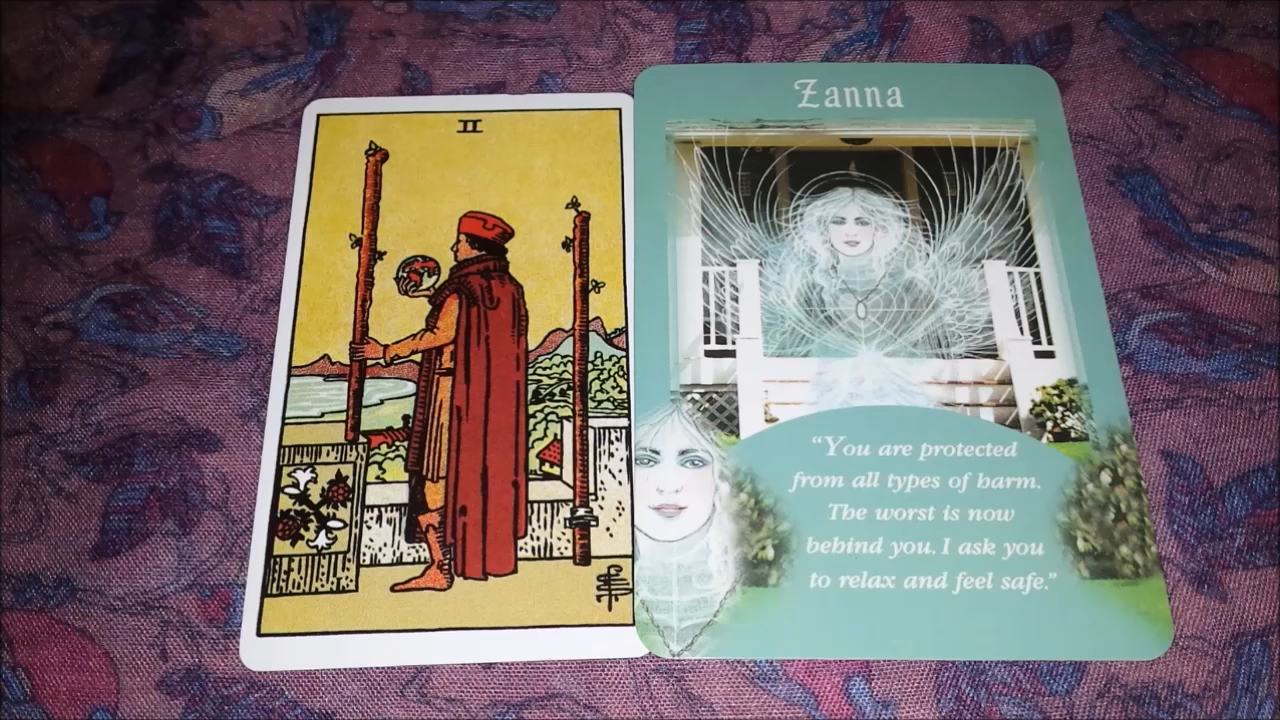 II
Zanna
“You are protected
from all types of harm.
The worst is now
behind you. I ask you
to relax and feel safe.”